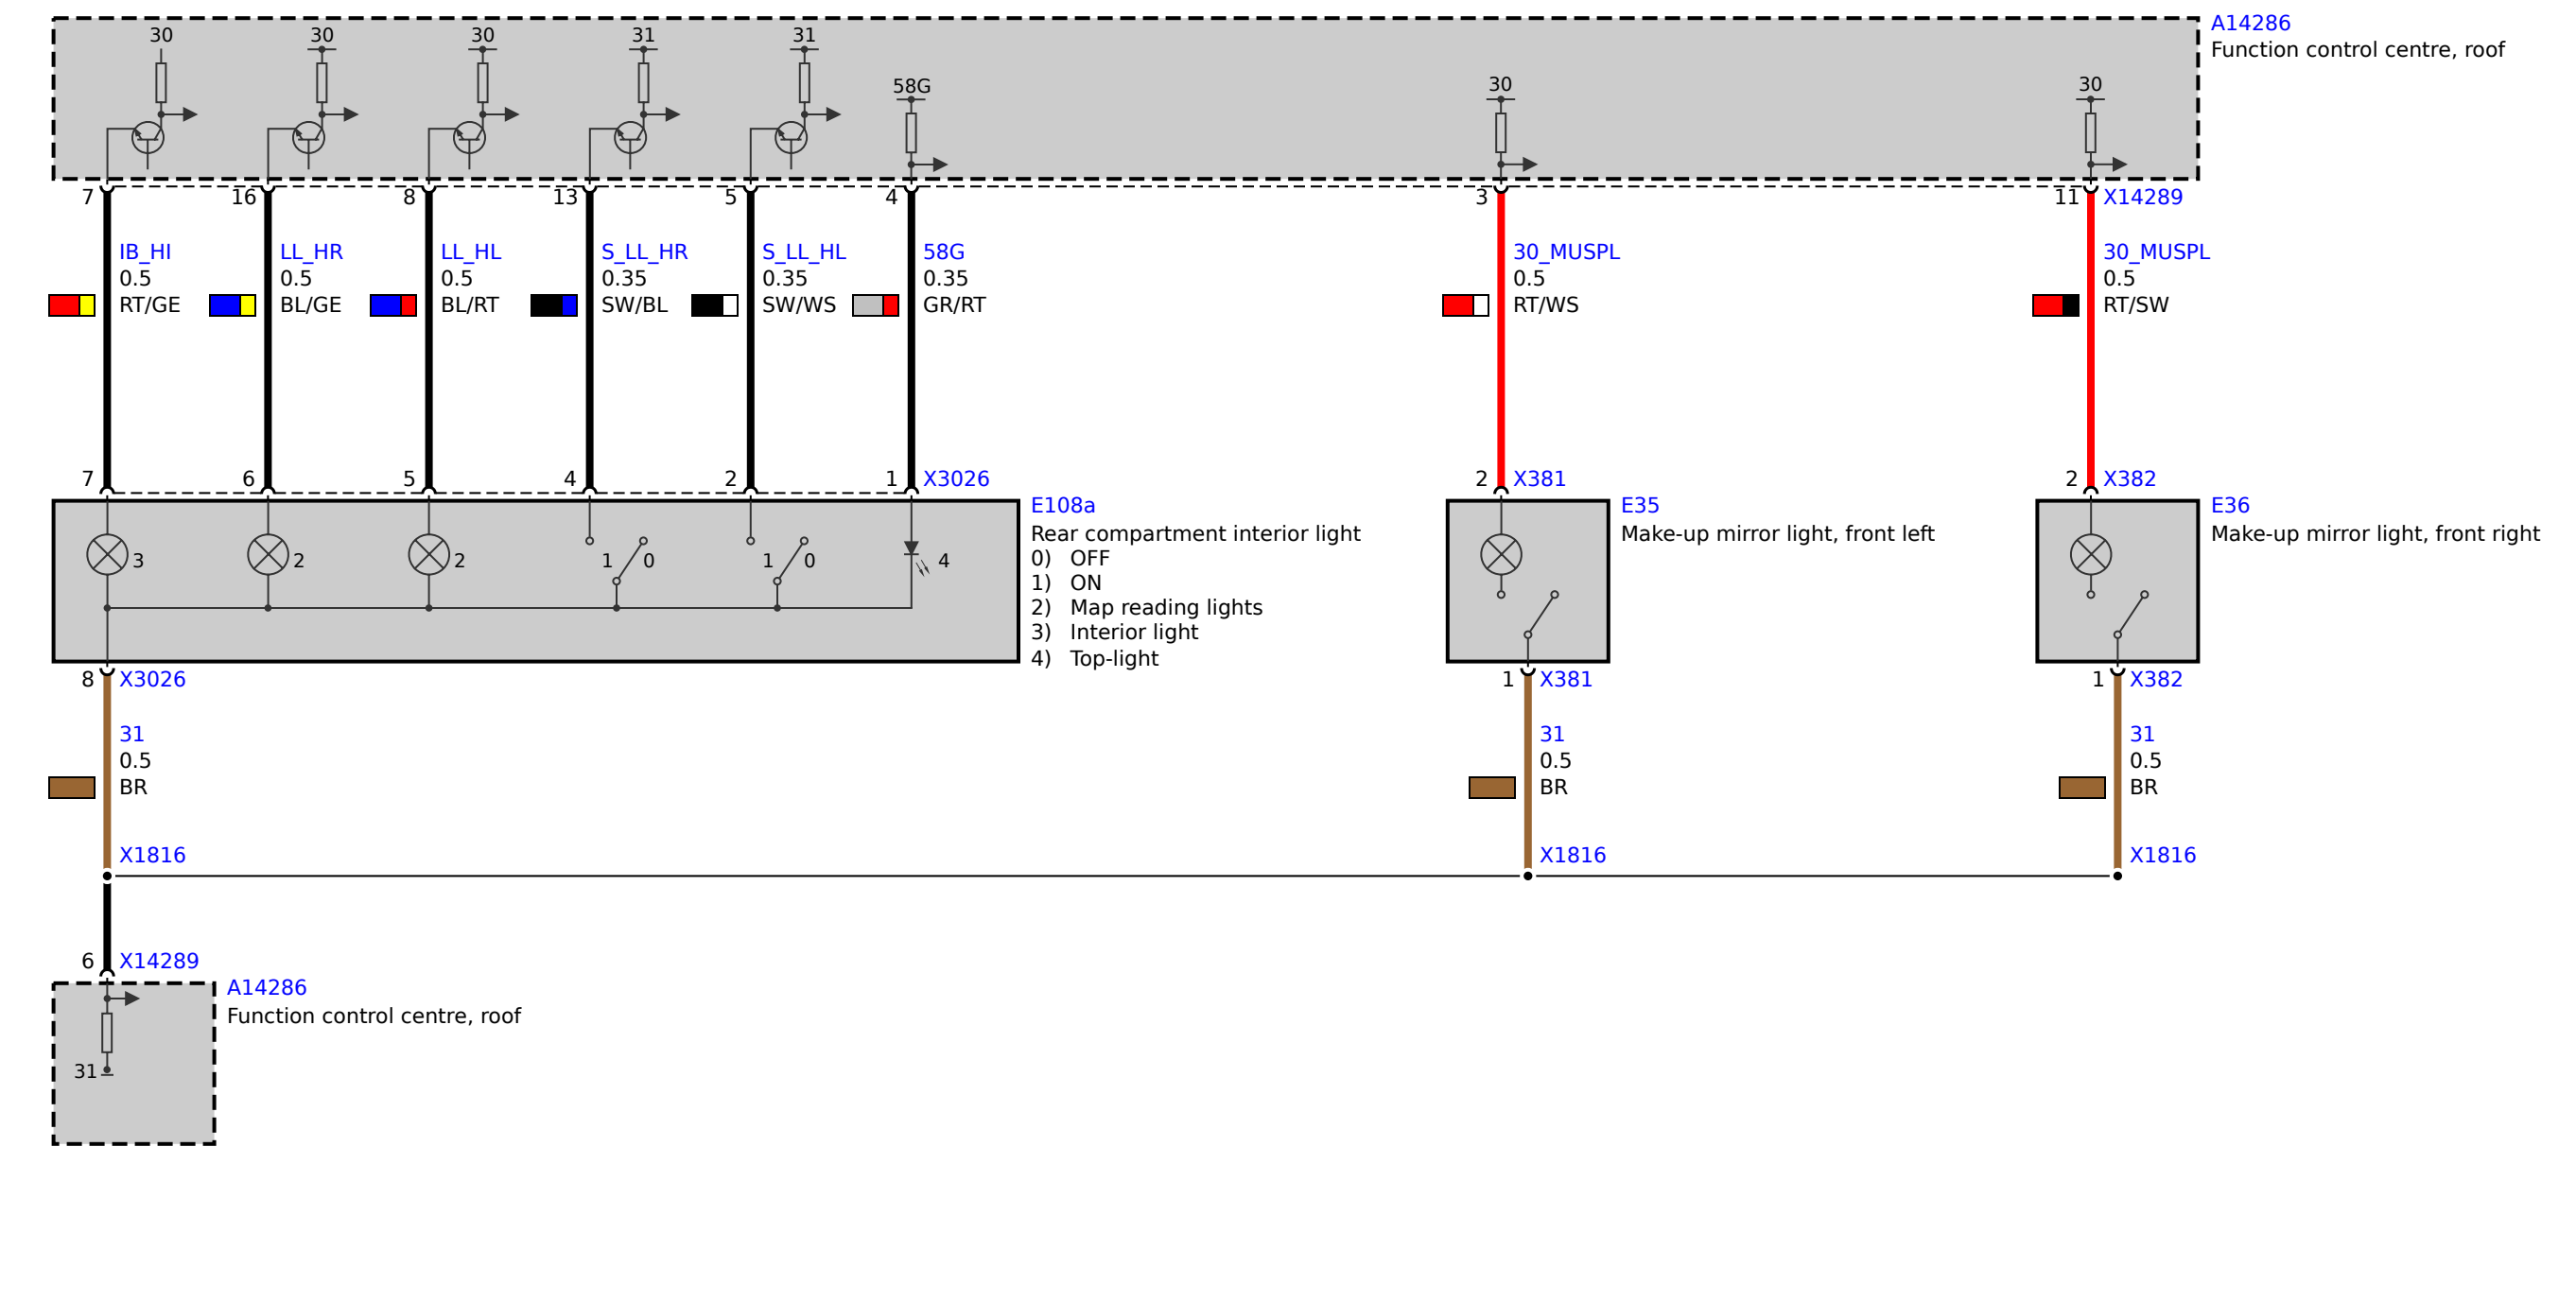 A14286
Function control centre, roof
30 30 30 31 31
58G 30 30
7 16 8 13 5 4 3 11 X14289
IB_HI LL_HR LL_HL S_LL_HR S_LL_HL 58G 30_MUSPL 30_MUSPL
0.5 0.5 0.5 0.35 0.35 0.35 0.5 0.5
RT/GE BL/GE BL/RT SW/BL SW/WS GR/RT RT/WS RT/SW
7 6 5 4 2 1 X3026 2 X381 2 X382
E108a E35 E36
Rear compartment interior light Make-up mirror light, front left Make-up mirror light, front right
3 2 2 1 0 1 0 4
0) OFF
1) ON
2) Map reading lights
3) Interior light
4) Top-light
8 X3026 1 X381 1 X382
31 31 31
0.5 0.5 0.5
BR BR BR
X1816 X1816 X1816
6 X14289
A14286
Function control centre, roof
31